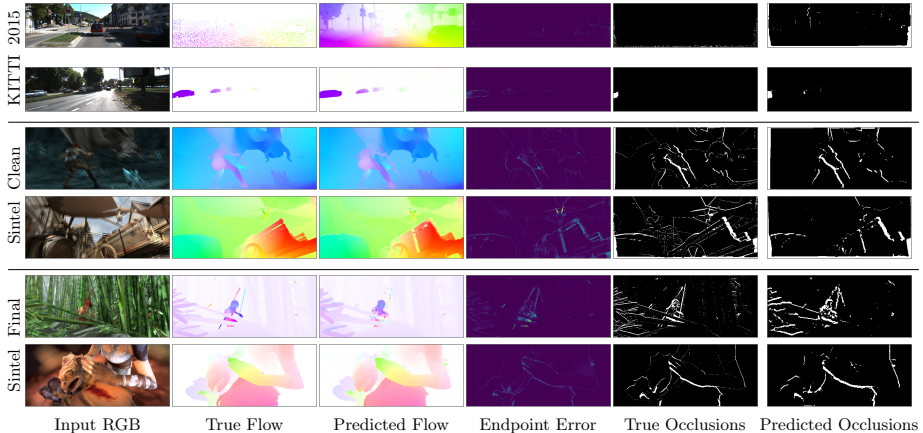 KITTI 2015
Sintel Clean
Sintel Final
Input RGB True Flow Predicted Flow Endpoint Error True Occlusions Predicted Occlusions